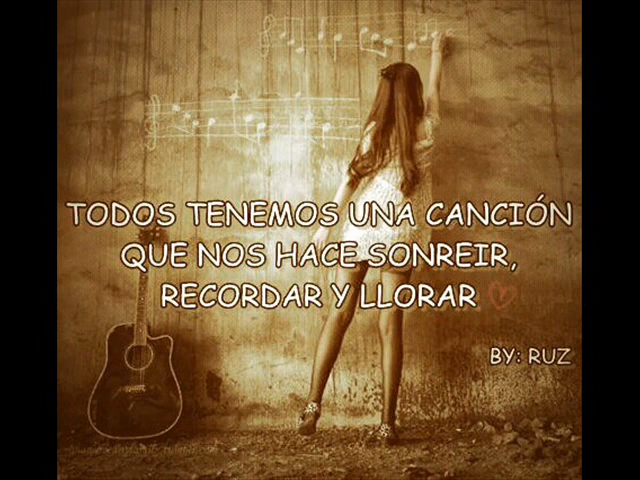 TODOS TENEMOS UNA CANCIÓN
QUE NOS HACE SONREIR,
RECORDAR Y LLORAR
BY: RUZ